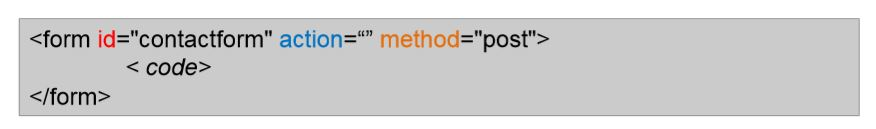 <form id="contactform" action=“” method="post">
< code>
</form>